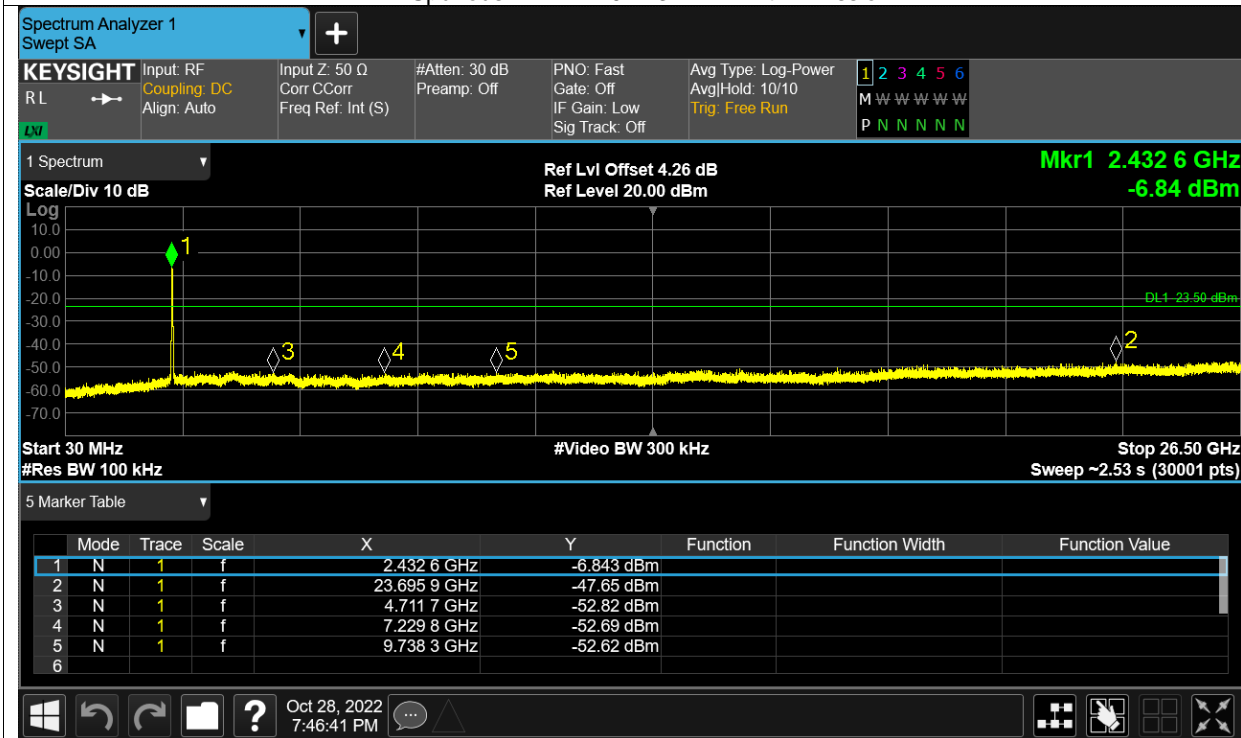 Spectrum Analyzer 1
Swept SA
+
KEYSIGHT
R L
LXI
Input: RF
Coupling: DC
Align: Auto
Input Z: 50 Ω
Corr CCorr
Freq Ref: Int (S)
#Atten: 30 dB
Preamp: Off
PNO: Fast
Gate: Off
IF Gain: Low
Sig Track: Off
Avg Type: Log-Power
Avg|Hold: 10/10
Trig: Free Run
1 2 3 4 5 6
M W W W W W W
P N N N N N N
1 Spectrum
Scale/Div 10 dB
Ref Lvl Offset 4.26 dB
Ref Level 20.00 dBm
Mkr1 2.432 6 GHz
-6.84 dBm
Log
10.0
0.00
-10.0
-20.0
-30.0
-40.0
-50.0
-60.0
-70.0
1
3
4
5
2
DL1 -23.50 dBm
Start 30 MHz
#Res BW 100 kHz
#Video BW 300 kHz
Stop 26.50 GHz
Sweep ~2.53 s (30001 pts)
5 Marker Table
Mode Trace Scale X Y Function Function Width Function Value
1 N 1 f 2.432 6 GHz -6.843 dBm
2 N 1 f 23.695 9 GHz -47.65 dBm
3 N 1 f 4.711 7 GHz -52.82 dBm
4 N 1 f 7.229 8 GHz -52.69 dBm
5 N 1 f 9.738 3 GHz -52.62 dBm
6
?
Oct 28, 2022
7:46:41 PM